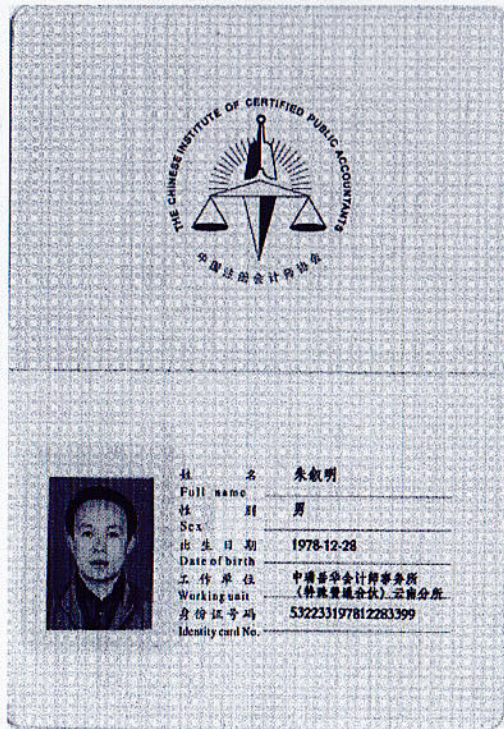 THE CHINESE INSTITUTE OF CERTIFIED PUBLIC ACCOUNTANTS
中国注册会计师协会
姓 名 朱叙明
Full name
性 别 男
Sex
出生日期 1978-12-28
Date of birth
工作单位 中瑞岳华会计师事务所
Working unit (特殊普通合伙)云南分所
身份证号码 532233197812283399
Identity card No.